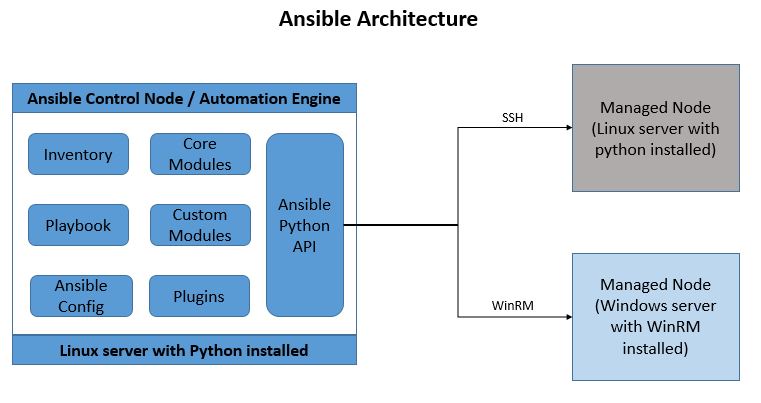 Ansible Architecture
Ansible Control Node / Automation Engine
Inventory
Core
Modules
Playbook
Custom
Modules
Ansible
Config
Plugins
Ansible
Python
API
Linux server with Python installed
SSH
WinRM
Managed Node
(Linux server with
python installed)
Managed Node
(Windows server
with WinRM
installed)